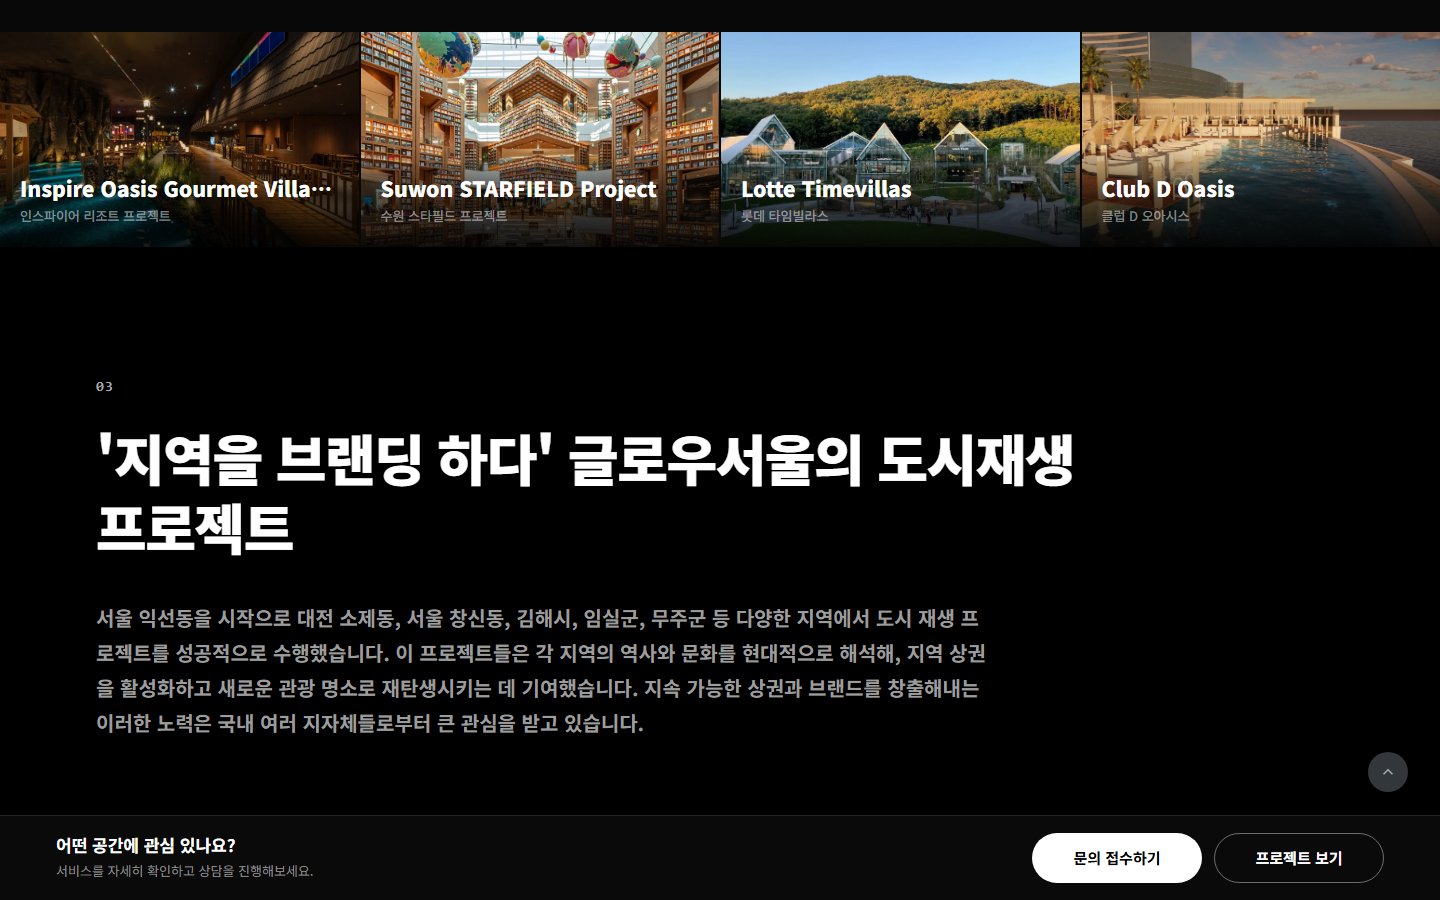 Inspire Oasis Gourmet Villa…
인스파이어 리조트 프로젝트
Suwon STARFIELD Project
수원 스타필드 프로젝트
Lotte Timevillas
롯데 타임빌라스
Club D Oasis
클럽 D 오아시스
03
'지역을 브랜딩 하다' 글로우서울의 도시재생
프로젝트
서울 익선동을 시작으로 대전 소제동, 서울 창신동, 김해시, 임실군, 무주군 등 다양한 지역에서 도시 재생 프
로젝트를 성공적으로 수행했습니다. 이 프로젝트들은 각 지역의 역사와 문화를 현대적으로 해석해, 지역 상권
을 활성화하고 새로운 관광 명소로 재탄생시키는 데 기여했습니다. 지속 가능한 상권과 브랜드를 창출해내는
이러한 노력은 국내 여러 지자체들로부터 큰 관심을 받고 있습니다.
어떤 공간에 관심 있나요?
서비스를 자세히 확인하고 상담을 진행해보세요.
문의 접수하기
프로젝트 보기